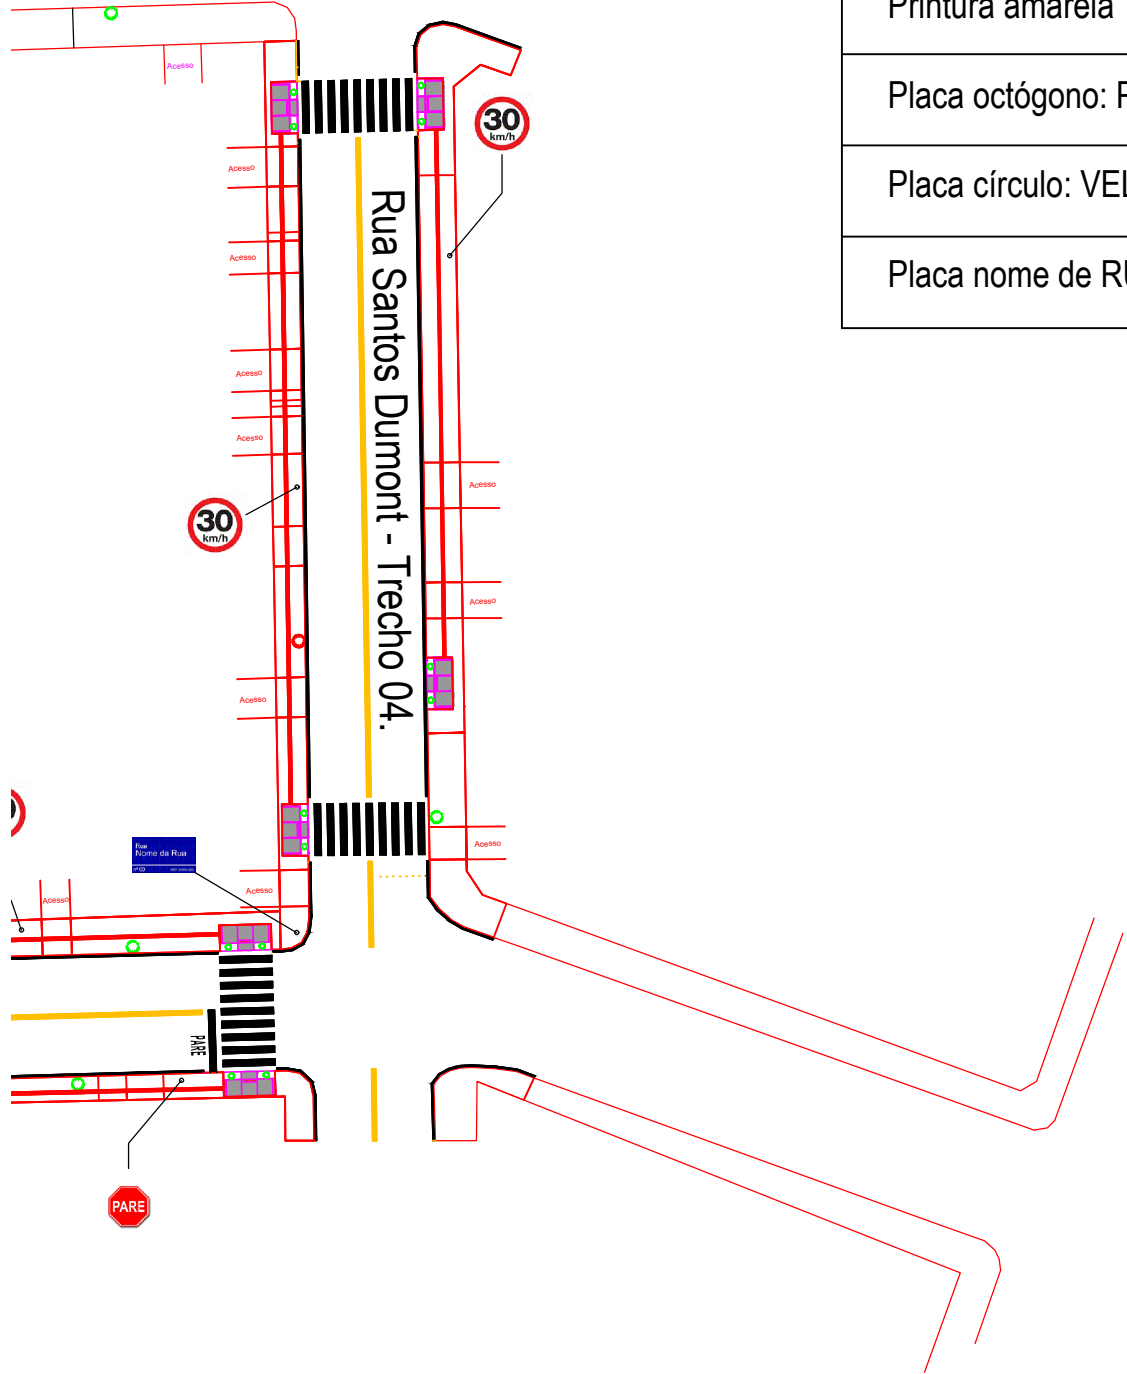 Printura amarela
Placa octógono: P
Placa círculo: VEL
Placa nome de RU
Acesso
30
km/h
Acesso
Acesso
Rua Santos Dumont - Trecho 04.
Acesso
Acesso
Acesso
30
km/h
Acesso
Acesso
Acesso
Rua
Nome da Rua
Acesso
Acesso
PARE
PARE